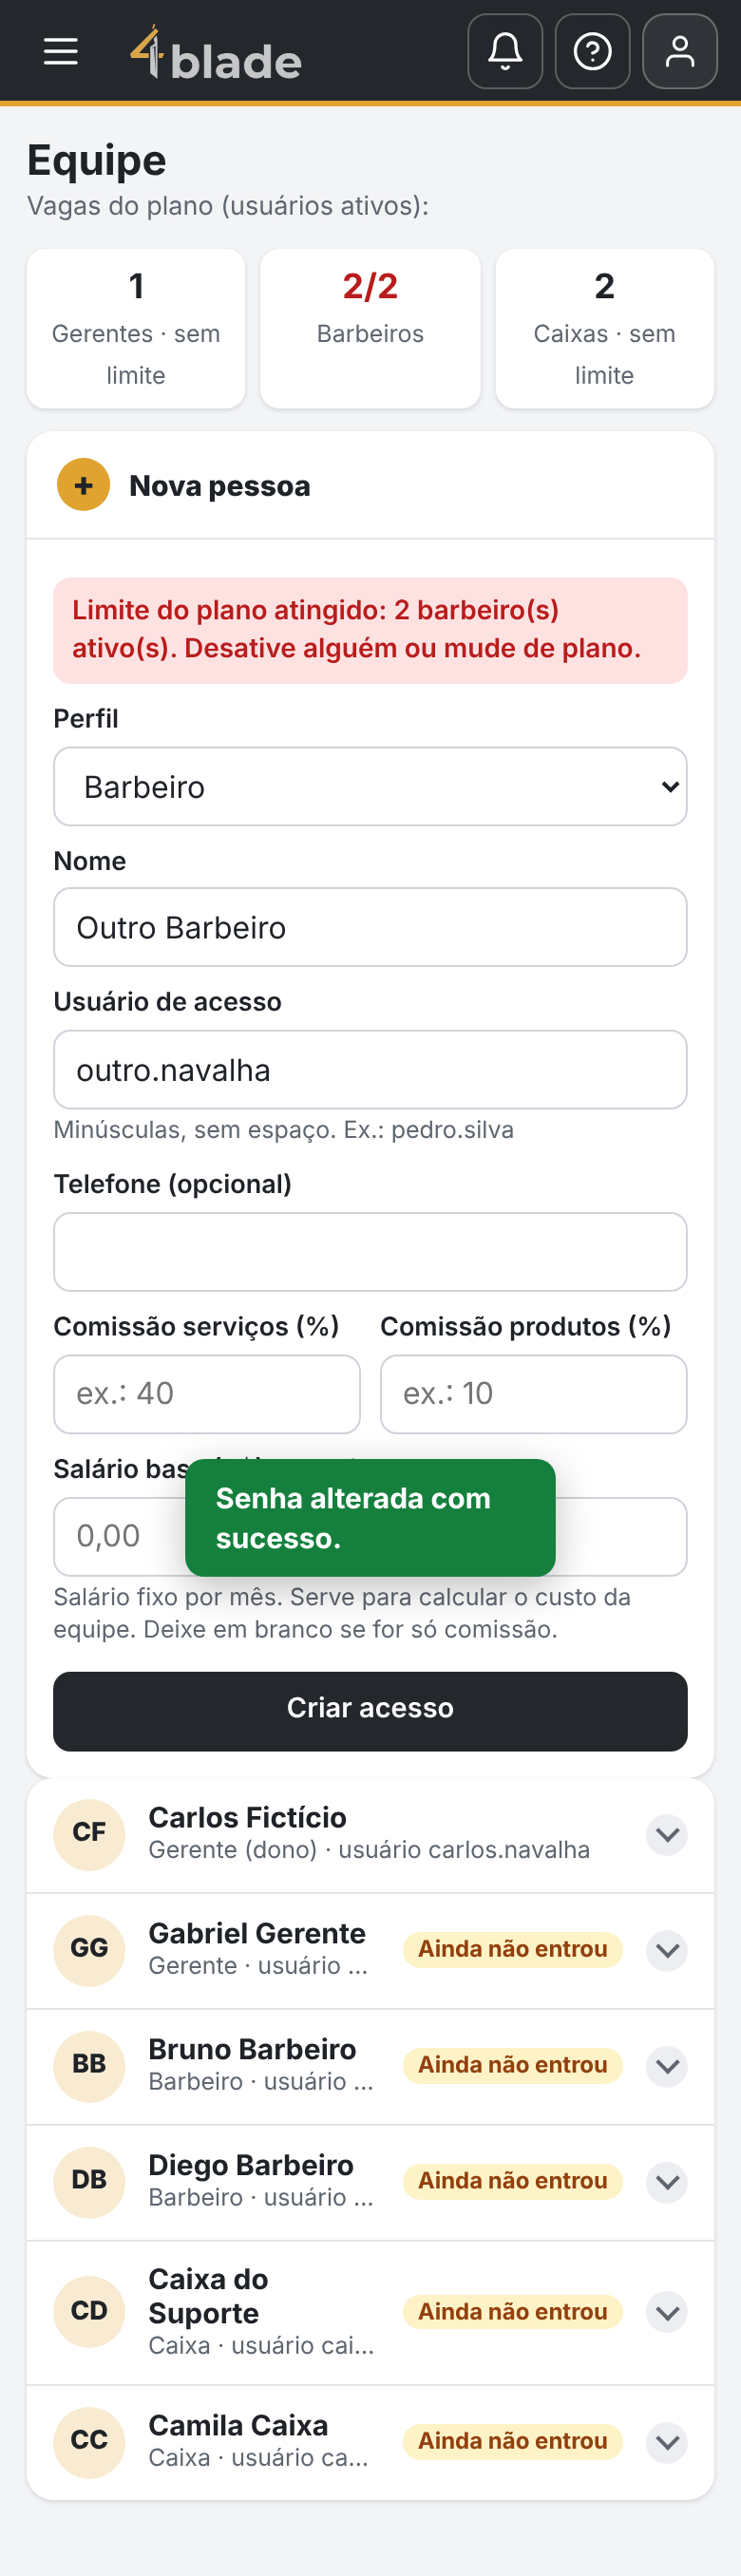 4blade
Equipe
Vagas do plano (usuários ativos):
1
Gerentes · sem
limite
2/2
Barbeiros
2
Caixas · sem
limite
+ Nova pessoa
Limite do plano atingido: 2 barbeiro(s)
ativo(s). Desative alguém ou mude de plano.
Perfil
Barbeiro
Nome
Outro Barbeiro
Usuário de acesso
outro.navalha
Minúsculas, sem espaço. Ex.: pedro.silva
Telefone (opcional)
Comissão serviços (%)
ex.: 40
Comissão produtos (%)
ex.: 10
Salário
0,00
Senha alterada com
sucesso.
Salário fixo por mês. Serve para calcular o custo da
equipe. Deixe em branco se for só comissão.
Criar acesso
CF
Carlos Fictício
Gerente (dono) · usuário carlos.navalha
GG
Gabriel Gerente
Gerente · usuário ...
Ainda não entrou
BB
Bruno Barbeiro
Barbeiro · usuário ...
Ainda não entrou
DB
Diego Barbeiro
Barbeiro · usuário ...
Ainda não entrou
CD
Caixa do
Suporte
Caixa · usuário cai...
Ainda não entrou
CC
Camila Caixa
Caixa · usuário ca...
Ainda não entrou